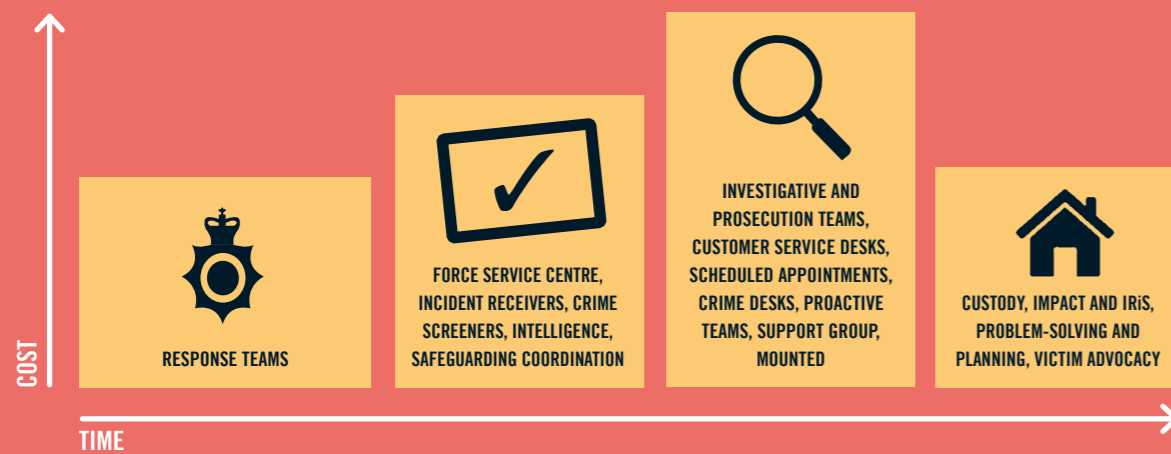 COST
RESPONSE TEAMS
FORCE SERVICE CENTRE,
INCIDENT RECEIVERS, CRIME
SCREENERS, INTELLIGENCE,
SAFEGUARDING COORDINATION
INVESTIGATIVE AND
PROSECUTION TEAMS,
CUSTOMER SERVICE DESKS,
SCHEDULED APPOINTMENTS,
CRIME DESKS, PROACTIVE
TEAMS, SUPPORT GROUP,
MOUNTED
CUSTODY, IMPACT AND IRiS,
PROBLEM-SOLVING AND
PLANNING, VICTIM ADVOCACY
TIME